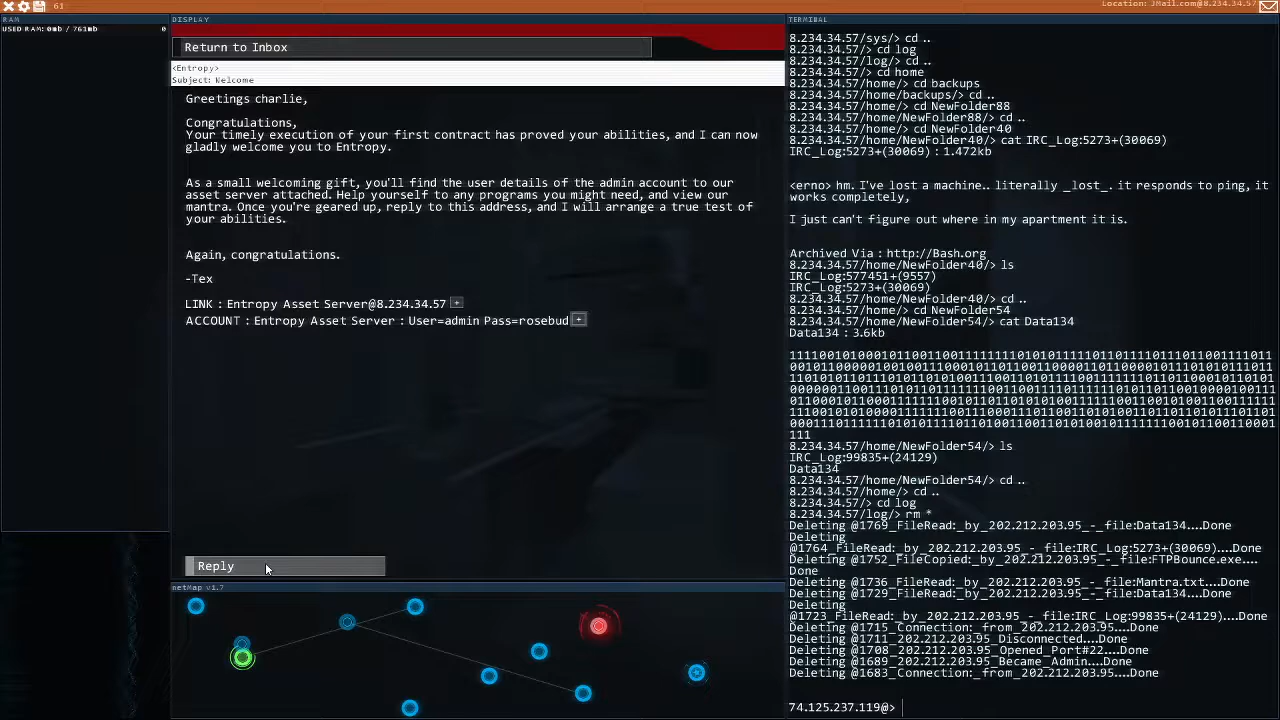 61
Location: JMail.com@8.234.34.57
RAM
USED RAM: 0mb / 761mb 0
DISPLAY
Return to Inbox
<Entropy>
Subject: Welcome
Greetings charlie,
Congratulations,
Your timely execution of your first contract has proved your abilities, and I can now
gladly welcome you to Entropy.
As a small welcoming gift, you'll find the user details of the admin account to our
asset server attached. Help yourself to any programs you might need, and view our
mantra. Once you're geared up, reply to this address, and I will arrange a true test of
your abilities.
Again, congratulations.
-Tex
LINK : Entropy Asset Server@8.234.34.57 +
ACCOUNT : Entropy Asset Server : User=admin Pass=rosebud +
Reply
netMap v1.7
TERMINAL
8.234.34.57/sys/> cd ..
8.234.34.57/> cd log
8.234.34.57/log/> cd ..
8.234.34.57/> cd home
8.234.34.57/home/> cd backups
8.234.34.57/home/backups/> cd ..
8.234.34.57/home/> cd NewFolder88
8.234.34.57/home/NewFolder88/> cd ..
8.234.34.57/home/> cd NewFolder40
8.234.34.57/home/NewFolder40/> cat IRC_Log:5273+(30069)
IRC_Log:5273+(30069) : 1.472kb
<erno> hm. I've lost a machine.. literally _lost_. it responds to ping, it
works completely,
I just can't figure out where in my apartment it is.
Archived Via : http://Bash.org
8.234.34.57/home/NewFolder40/> ls
IRC_Log:577451+(9557)
IRC_Log:5273+(30069)
8.234.34.57/home/NewFolder40/> cd ..
8.234.34.57/home/> cd NewFolder54
8.234.34.57/home/NewFolder54/> cat Data134
Data134 : 3.6kb
111
8.234.34.57/home/NewFolder54/> ls
IRC_Log:99835+(24129)
Data134
8.234.34.57/home/NewFolder54/> cd ..
8.234.34.57/home/> cd ..
8.234.34.57/> cd log
8.234.34.57/log/> rm *
Deleting @1769_FileRead:_by_202.212.203.95_-_file:Data134....Done
Deleting
@1764_FileRead:_by_202.212.203.95_-_file:IRC_Log:5273+(30069)....Done
Deleting @1752_FileCopied:_by_202.212.203.95_-_file:FTPBounce.exe....
Done
Deleting @1736_FileRead:_by_202.212.203.95_-_file:Mantra.txt....Done
Deleting @1729_FileRead:_by_202.212.203.95_-_file:Data134....Done
Deleting
@1723_FileRead:_by_202.212.203.95_-_file:IRC_Log:99835+(24129)....Done
Deleting @1715_Connection:_from_202.212.203.95....Done
Deleting @1711_202.212.203.95_Disconnected....Done
Deleting @1708_202.212.203.95_Opened_Port#22....Done
Deleting @1689_202.212.203.95_Became_Admin....Done
Deleting @1683_Connection:_from_202.212.203.95....Done
74.125.237.119@>